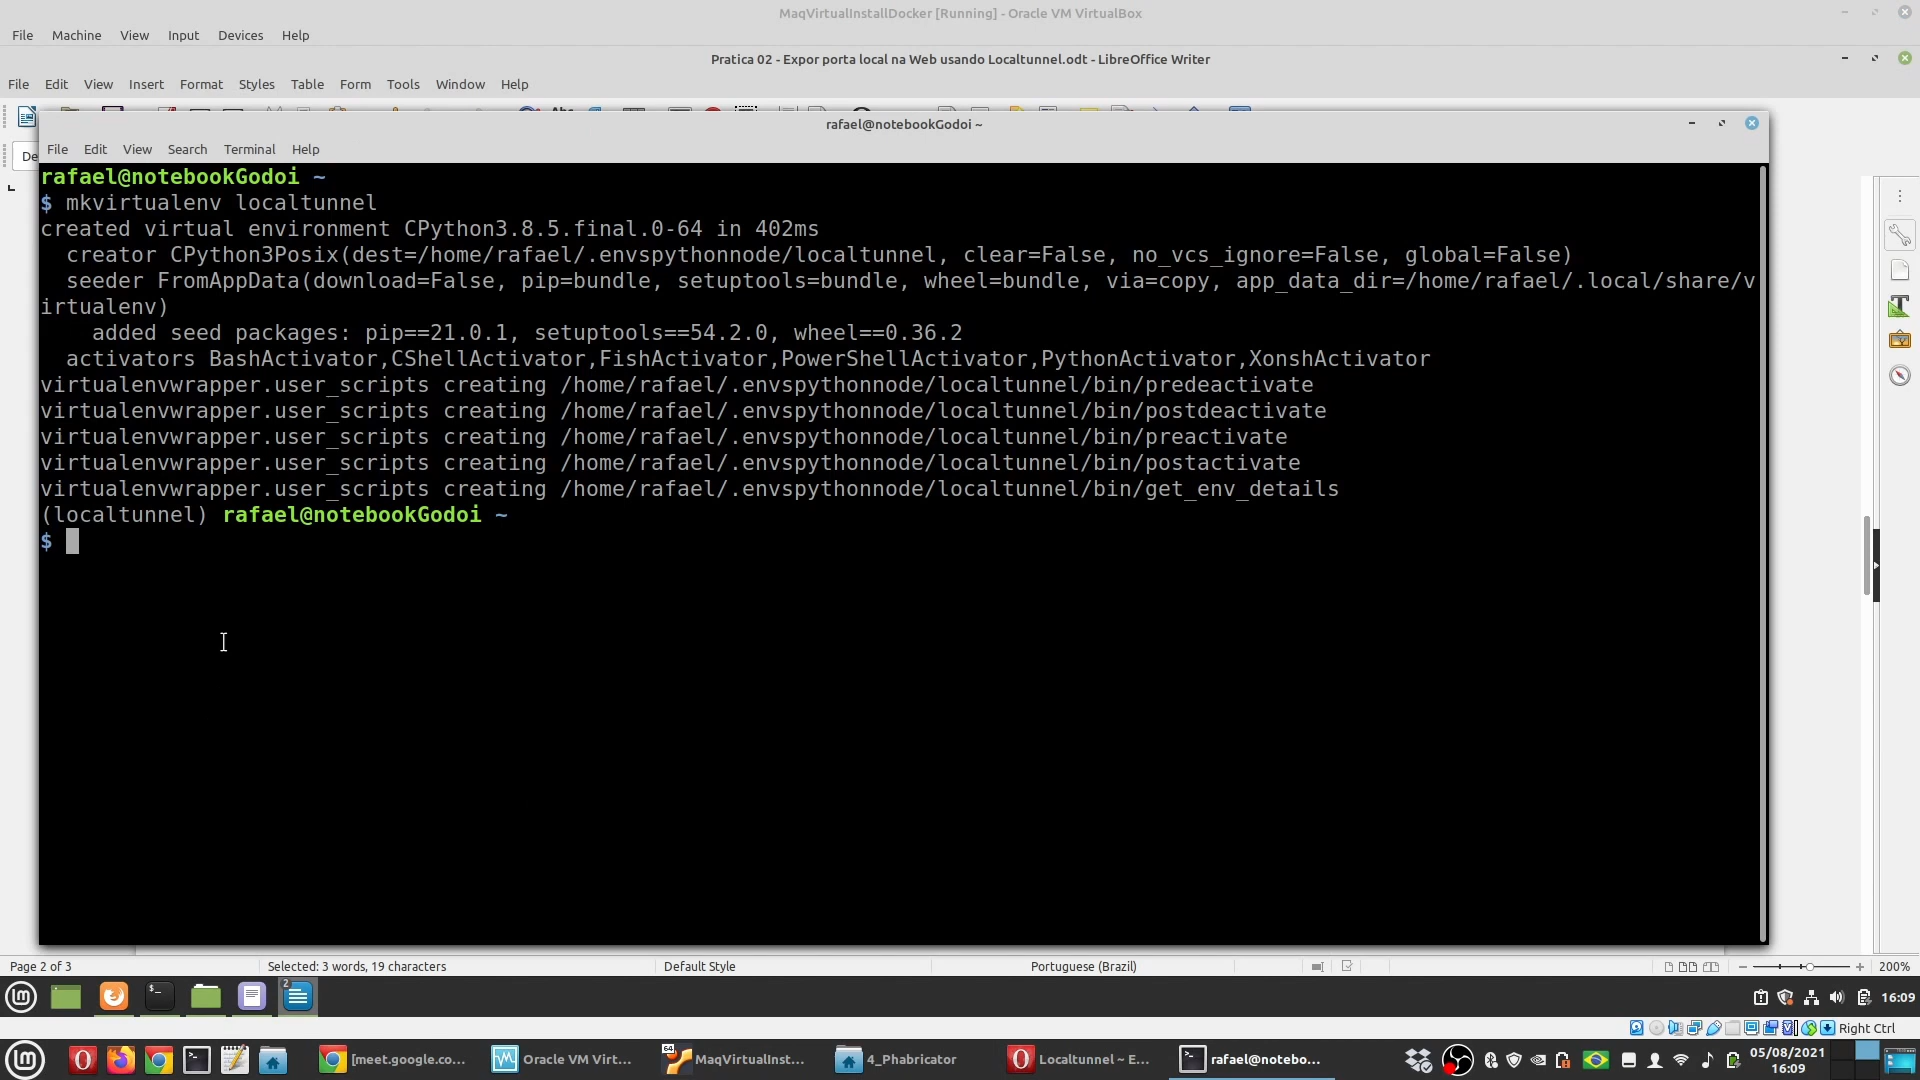 MaqVirtualInstallDocker [Running] - Oracle VM VirtualBox
File Machine View Input Devices Help
Pratica 02 - Expor porta local na Web usando Localtunnel.odt - LibreOffice Writer
File Edit View Insert Format Styles Table Form Tools Window Help
rafael@notebookGodoi ~
De
File Edit View Search Terminal Help
rafael@notebookGodoi ~
$ mkvirtualenv localtunnel
created virtual environment CPython3.8.5.final.0-64 in 402ms
creator CPython3Posix(dest=/home/rafael/.envspythonnode/localtunnel, clear=False, no_vcs_ignore=False, global=False)
seeder FromAppData(download=False, pip=bundle, setuptools=bundle, wheel=bundle, via=copy, app_data_dir=/home/rafael/.local/share/v
irtualenv)
added seed packages: pip==21.0.1, setuptools==54.2.0, wheel==0.36.2
activators BashActivator,CShellActivator,FishActivator,PowerShellActivator,PythonActivator,XonshActivator
virtualenvwrapper.user_scripts creating /home/rafael/.envspythonnode/localtunnel/bin/predeactivate
virtualenvwrapper.user_scripts creating /home/rafael/.envspythonnode/localtunnel/bin/postdeactivate
virtualenvwrapper.user_scripts creating /home/rafael/.envspythonnode/localtunnel/bin/preactivate
virtualenvwrapper.user_scripts creating /home/rafael/.envspythonnode/localtunnel/bin/postactivate
virtualenvwrapper.user_scripts creating /home/rafael/.envspythonnode/localtunnel/bin/get_env_details
(localtunnel) rafael@notebookGodoi ~
$
Page 2 of 3 Selected: 3 words, 19 characters Default Style Portuguese (Brazil) 200%
2
16:09
Right Ctrl
[meet.google.co... Oracle VM Virt... 64 MaqVirtualInst... 4_Phabricator Localtunnel ~ E... rafael@notebo... 05/08/2021
16:09